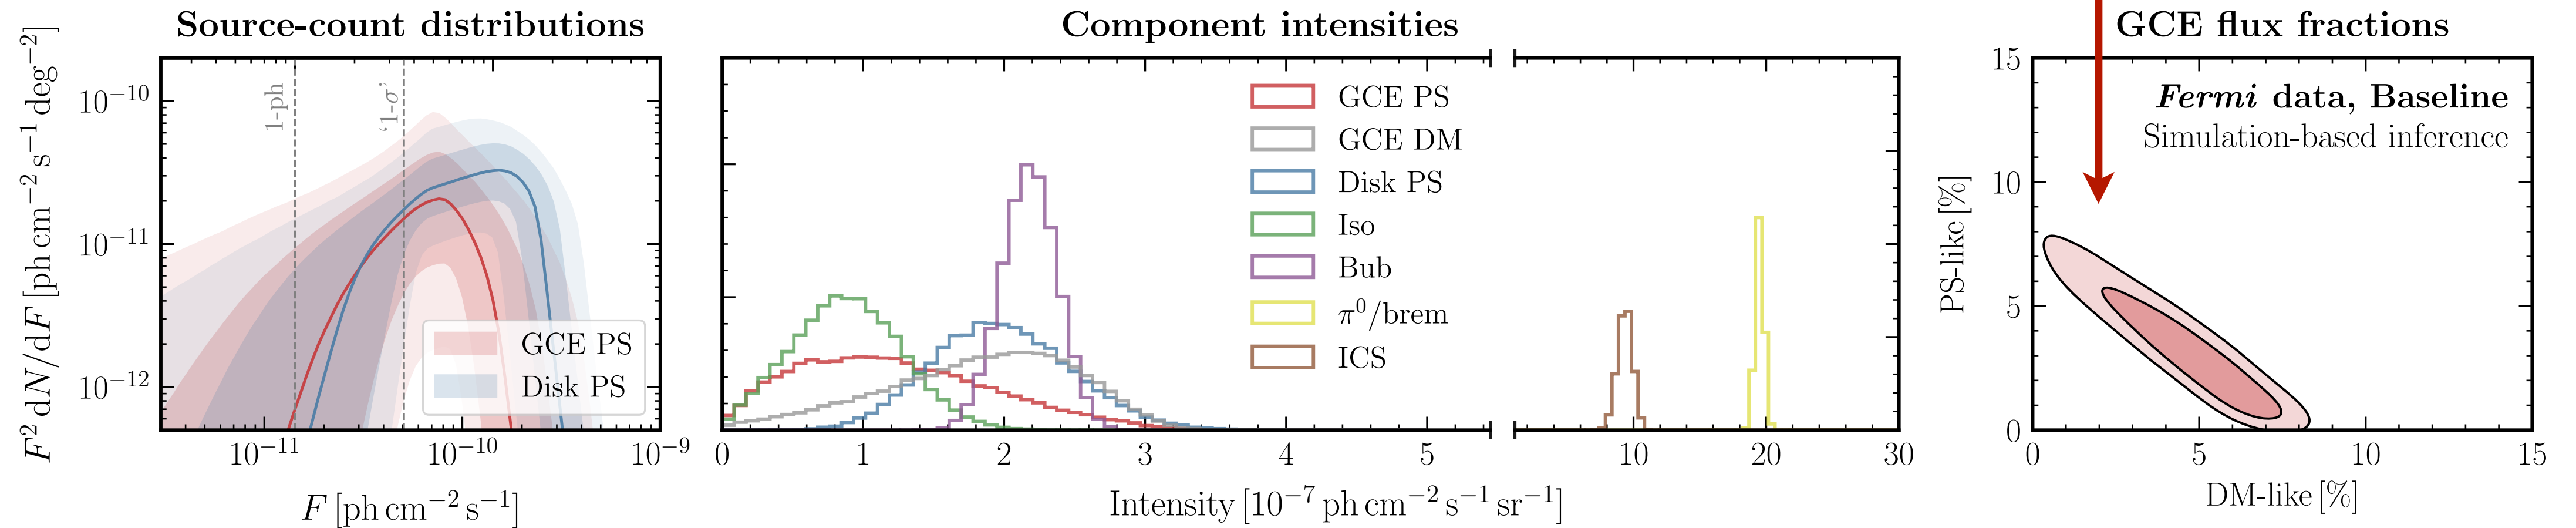 Source-count distributions
F² dN/dF [ph cm⁻² s⁻¹ deg⁻²]
10⁻¹⁰
10⁻¹¹
10⁻¹²
1-ph
‘1-σ’
GCE PS
Disk PS
10⁻¹¹ 10⁻¹⁰ 10⁻⁹
F [ph cm⁻² s⁻¹]
Component intensities
GCE PS
GCE DM
Disk PS
Iso
Bub
π⁰/brem
ICS
0 1 2 3 4 5 10 20 30
Intensity [10⁻⁷ ph cm⁻² s⁻¹ sr⁻¹]
GCE flux fractions
PS-like [%]
15
10
5
0
Fermi data, Baseline
Simulation-based inference
0 5 10 15
DM-like [%]